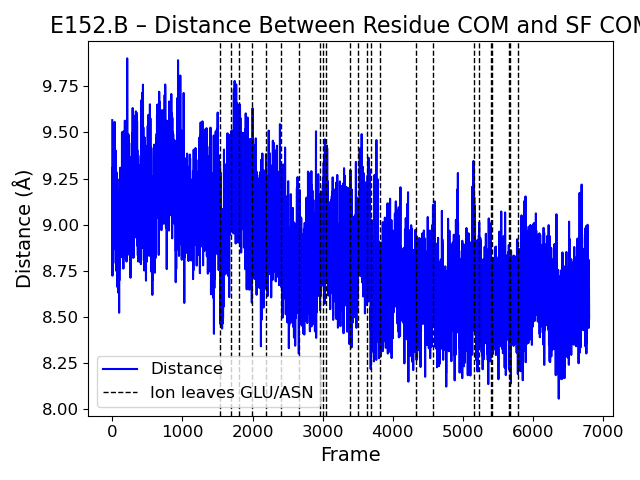 E152.B – Distance Between Residue COM and SF COM
Distance (Å)
9.75
9.50
9.25
9.00
8.75
8.50
8.25
8.00
Distance
Ion leaves GLU/ASN
0 1000 2000 3000 4000 5000 6000 7000
Frame